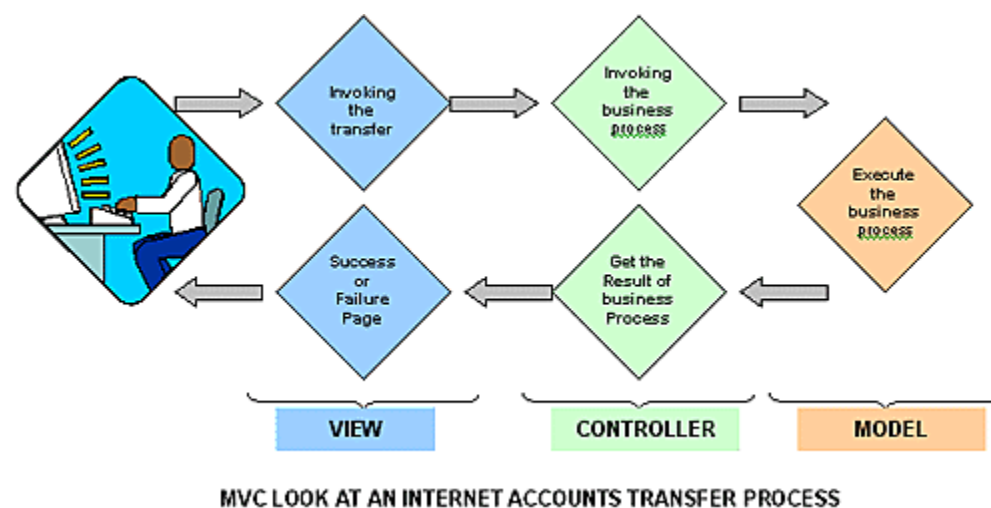 Invoking
the
transfer
Invoking
the
business
process
Execute
the
business
process
Success
or
Failure
Page
Get the
Result of
business
Process
VIEW
CONTROLLER
MODEL
MVC LOOK AT AN INTERNET ACCOUNTS TRANSFER PROCESS